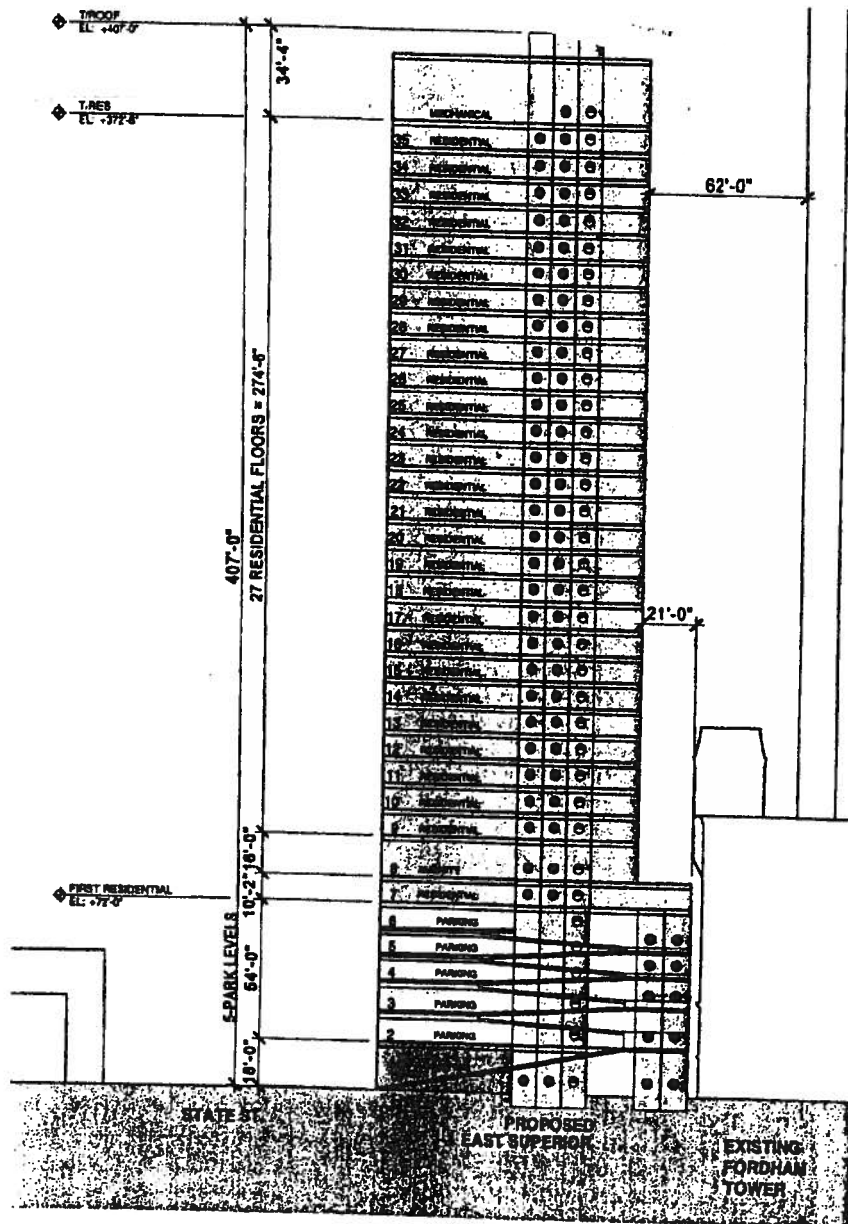 T/ROOF
EL: +407'-0"
34'-4"
T.RES
EL: +372'-8"
MECHANICAL
35 RESIDENTIAL
34 RESIDENTIAL
33 RESIDENTIAL
62'-0"
32 RESIDENTIAL
31 RESIDENTIAL
30 RESIDENTIAL
29 RESIDENTIAL
28 RESIDENTIAL
27 RESIDENTIAL
26 RESIDENTIAL
25 RESIDENTIAL
24 RESIDENTIAL
23 RESIDENTIAL
22 RESIDENTIAL
21 RESIDENTIAL
20 RESIDENTIAL
19 RESIDENTIAL
18 RESIDENTIAL
17 RESIDENTIAL
21'-0"
16 RESIDENTIAL
15 RESIDENTIAL
14 RESIDENTIAL
13 RESIDENTIAL
12 RESIDENTIAL
11 RESIDENTIAL
10 RESIDENTIAL
9 RESIDENTIAL
407'-0"
27 RESIDENTIAL FLOORS = 274'-6"
16'-0"
8 AMENITY
10'-2"
FIRST RESIDENTIAL
EL: +72'-0"
7 RESIDENTIAL
6 PARKING
5 PARKING
4 PARKING
3 PARKING
2 PARKING
5-PARK LEVELS
54'-0"
18'-0"
STATE ST.
PROPOSED
EAST SUPERIOR
EXISTING
FORDHAM
TOWER